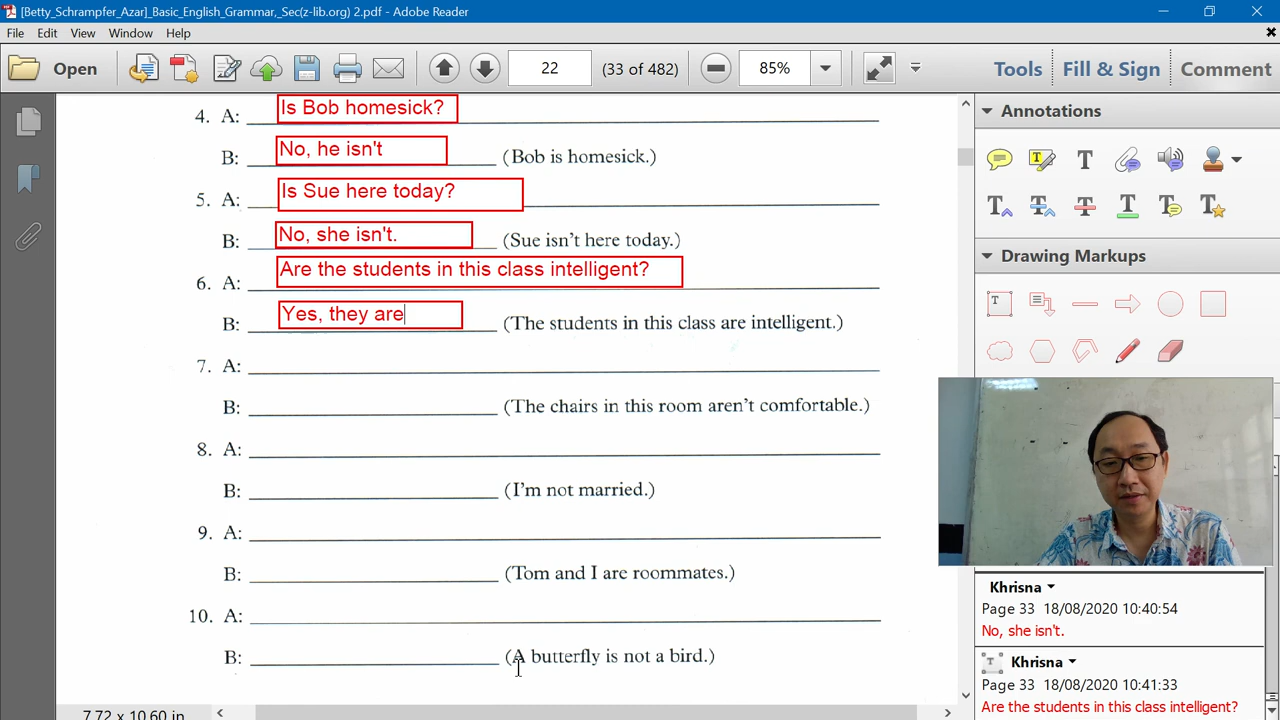 [Betty_Schrampfer_Azar]_Basic_English_Grammar,_Sec(z-lib.org) 2.pdf - Adobe Reader
File Edit View Window Help
Open 22 (33 of 482) 85% Tools Fill & Sign Comment
4. A: Is Bob homesick?
B: No, he isn't (Bob is homesick.)
5. A: Is Sue here today?
B: No, she isn't. (Sue isn't here today.)
6. A: Are the students in this class intelligent?
B: Yes, they are (The students in this class are intelligent.)
7. A:
B: (The chairs in this room aren't comfortable.)
8. A:
B: (I'm not married.)
9. A:
B: (Tom and I are roommates.)
10. A:
B: (A butterfly is not a bird.)
7.72 x 10.60 in
Annotations
Drawing Markups
Khrisna
Page 33 18/08/2020 10:40:54
No, she isn't.
Khrisna
Page 33 18/08/2020 10:41:33
Are the students in this class intelligent?